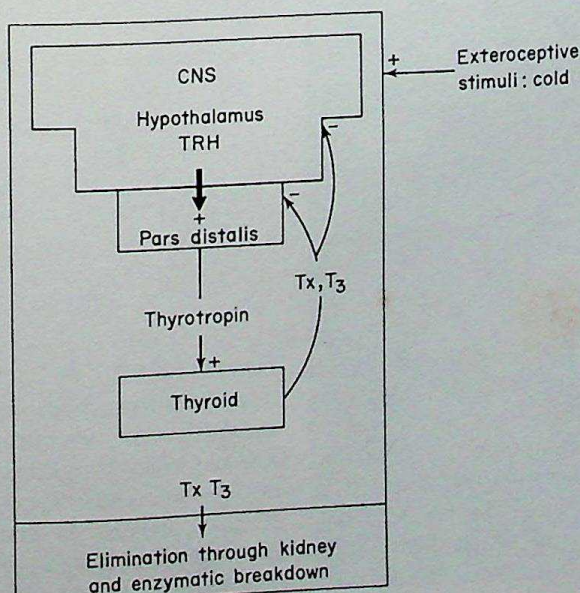 CNS
Hypothalamus
TRH
+
Pars distalis
Thyrotropin
+
Thyroid
Tx T3
Elimination through kidney
and enzymatic breakdown
-
-
Tx, T3
+
Exteroceptive
stimuli: cold